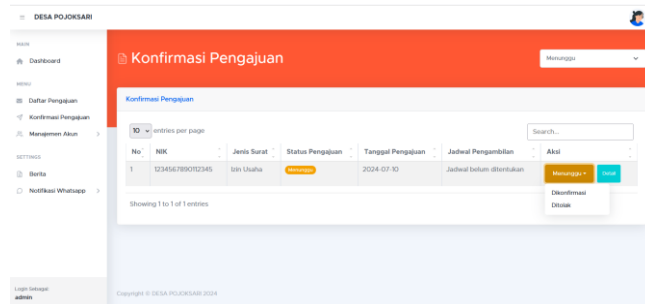 DESA POJOKSARI
MAIN
Dashboard
MENU
Daftar Pengajuan
Konfirmasi Pengajuan
Manajemen Akun
SETTINGS
Berita
Notifikasi Whatsapp
Login Sebagai:
admin
Konfirmasi Pengajuan
Menunggu
Konfirmasi Pengajuan
10 entries per page
Search...
No NIK Jenis Surat Status Pengajuan Tanggal Pengajuan Jadwal Pengambilan Aksi
1 1234567890112345 Izin Usaha Menunggu 2024-07-10 Jadwal belum ditentukan Menunggu Detail
Dikonfirmasi
Ditolak
Showing 1 to 1 of 1 entries
Copyright © DESA POJOKSARI 2024